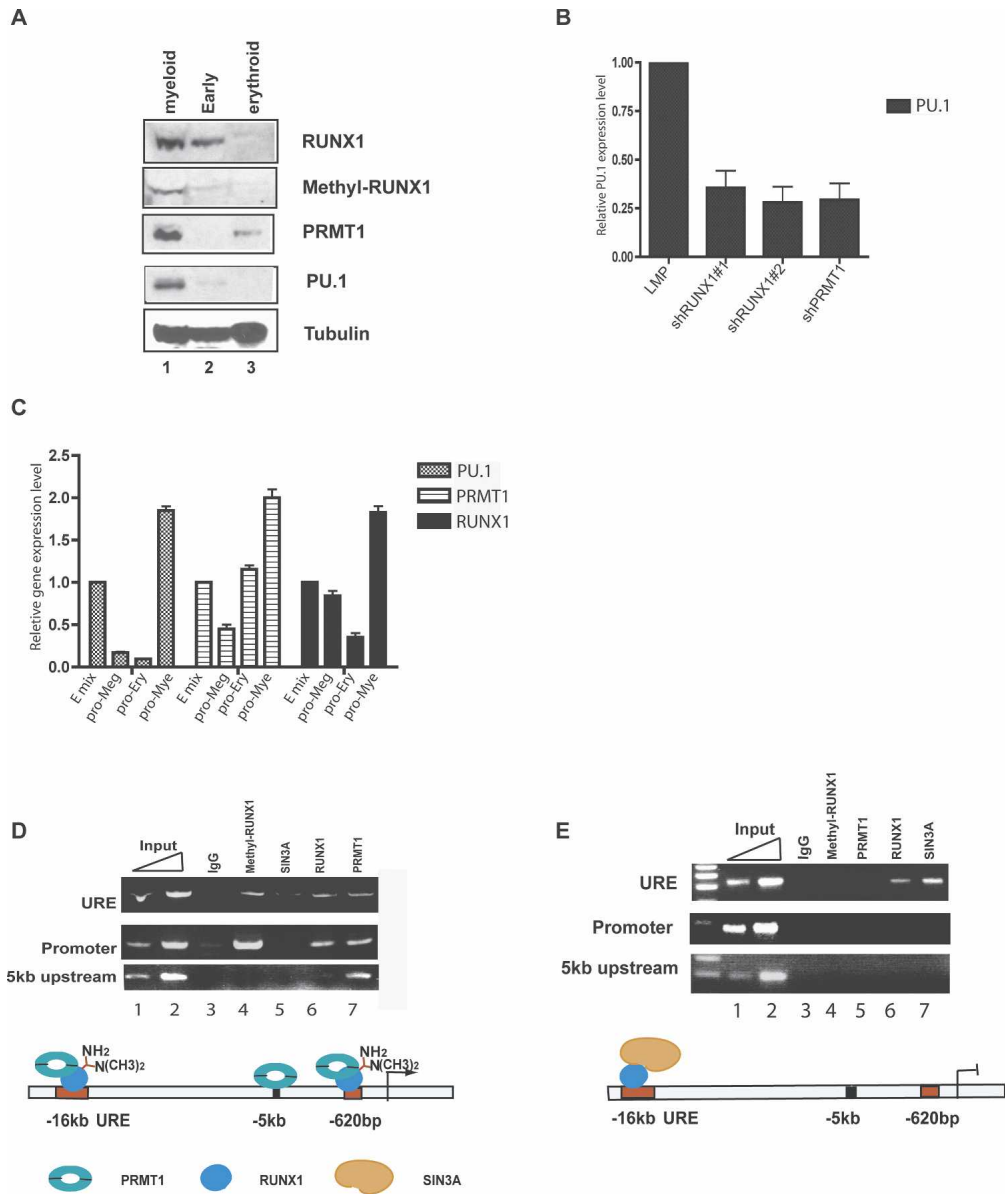 A
myeloid
Early
erythroid
RUNX1
Methyl-RUNX1
PRMT1
PU.1
Tubulin
1 2 3
B
Relative PU.1 expression level
1.00
0.75
0.50
0.25
0.00
LMP
shRUNX1#1
shRUNX1#2
shPRMT1
PU.1
C
Reletive gene expression level
2.5
2.0
1.5
1.0
0.5
0.0
E mix pro-Meg pro-Ery pro-Mye E mix pro-Meg pro-Ery pro-Mye E mix pro-Meg pro-Ery pro-Mye
PU.1
PRMT1
RUNX1
D
Input
IgG
Methyl-RUNX1
SIN3A
RUNX1
PRMT1
URE
Promoter
5kb upstream
1 2 3 4 5 6 7
NH2
N(CH3)2
NH2
N(CH3)2
-16kb URE
-5kb
-620bp
PRMT1
RUNX1
SIN3A
E
Input
IgG
Methyl-RUNX1
PRMT1
RUNX1
SIN3A
URE
Promoter
5kb upstream
1 2 3 4 5 6 7
-16kb URE
-5kb
-620bp